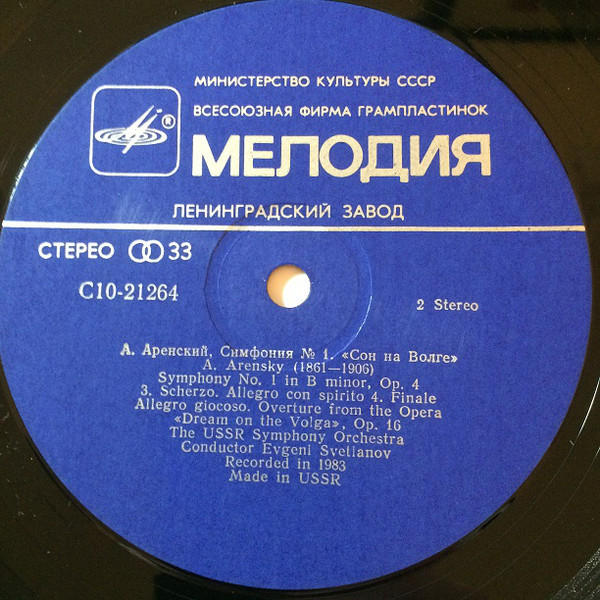 МИНИСТЕРСТВО КУЛЬТУРЫ СССР
ВСЕСОЮЗНАЯ ФИРМА ГРАМПЛАСТИНОК
®
МЕЛОДИЯ
ЛЕНИНГРАДСКИЙ ЗАВОД
СТЕРЕО 33
С10-21264
2 Stereo
А. Аренский, Симфония № 1. «Сон на Волге»
A. Arensky (1861—1906)
Symphony No. 1 in B minor, Op. 4
3. Scherzo. Allegro con spirito 4. Finale
Allegro giocoso. Overture from the Opera
«Dream on the Volga», Op. 16
The USSR Symphony Orchestra
Conductor Evgeni Svetlanov
Recorded in 1983
Made in USSR